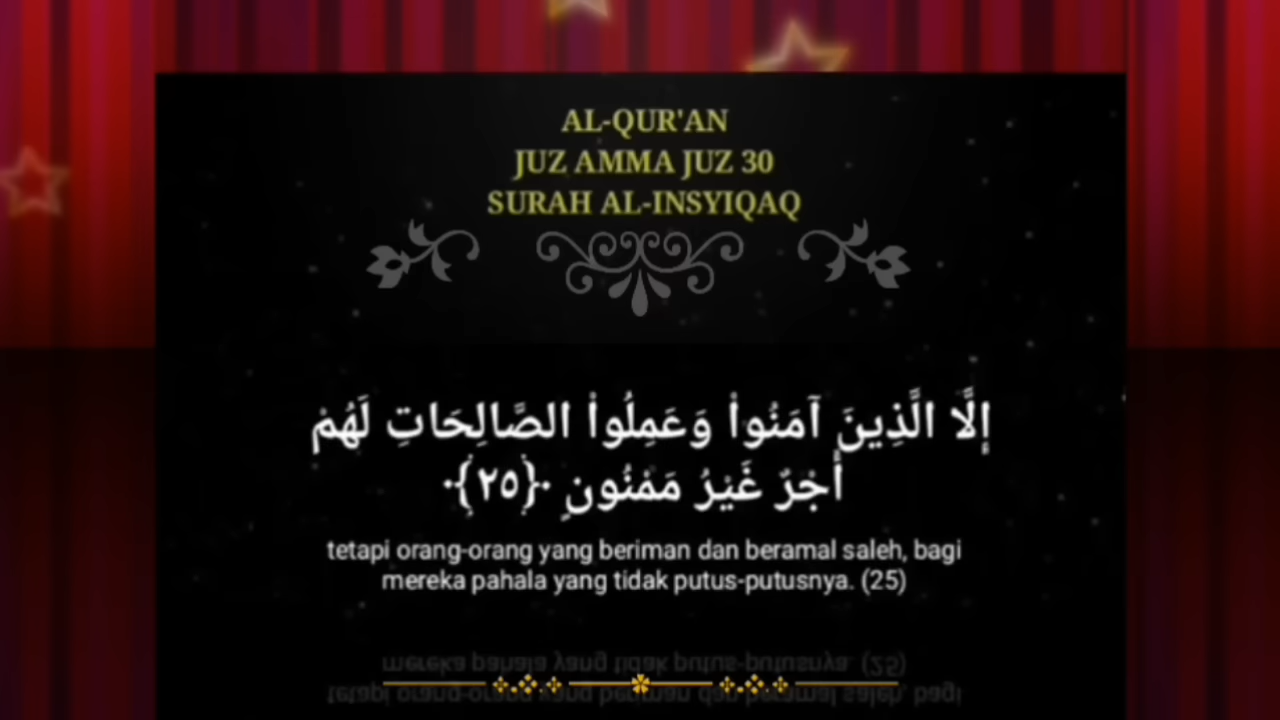 AL-QUR'AN
JUZ AMMA JUZ 30
SURAH AL-INSYIQAQ
إِلَّا الَّذِينَ آمَنُواْ وَعَمِلُواْ الصَّالِحَاتِ لَهُمْ
أَجْرٌ غَيْرُ مَمْنُونٍ ﴿٢٥﴾
tetapi orang-orang yang beriman dan beramal saleh, bagi
mereka pahala yang tidak putus-putusnya. (25)